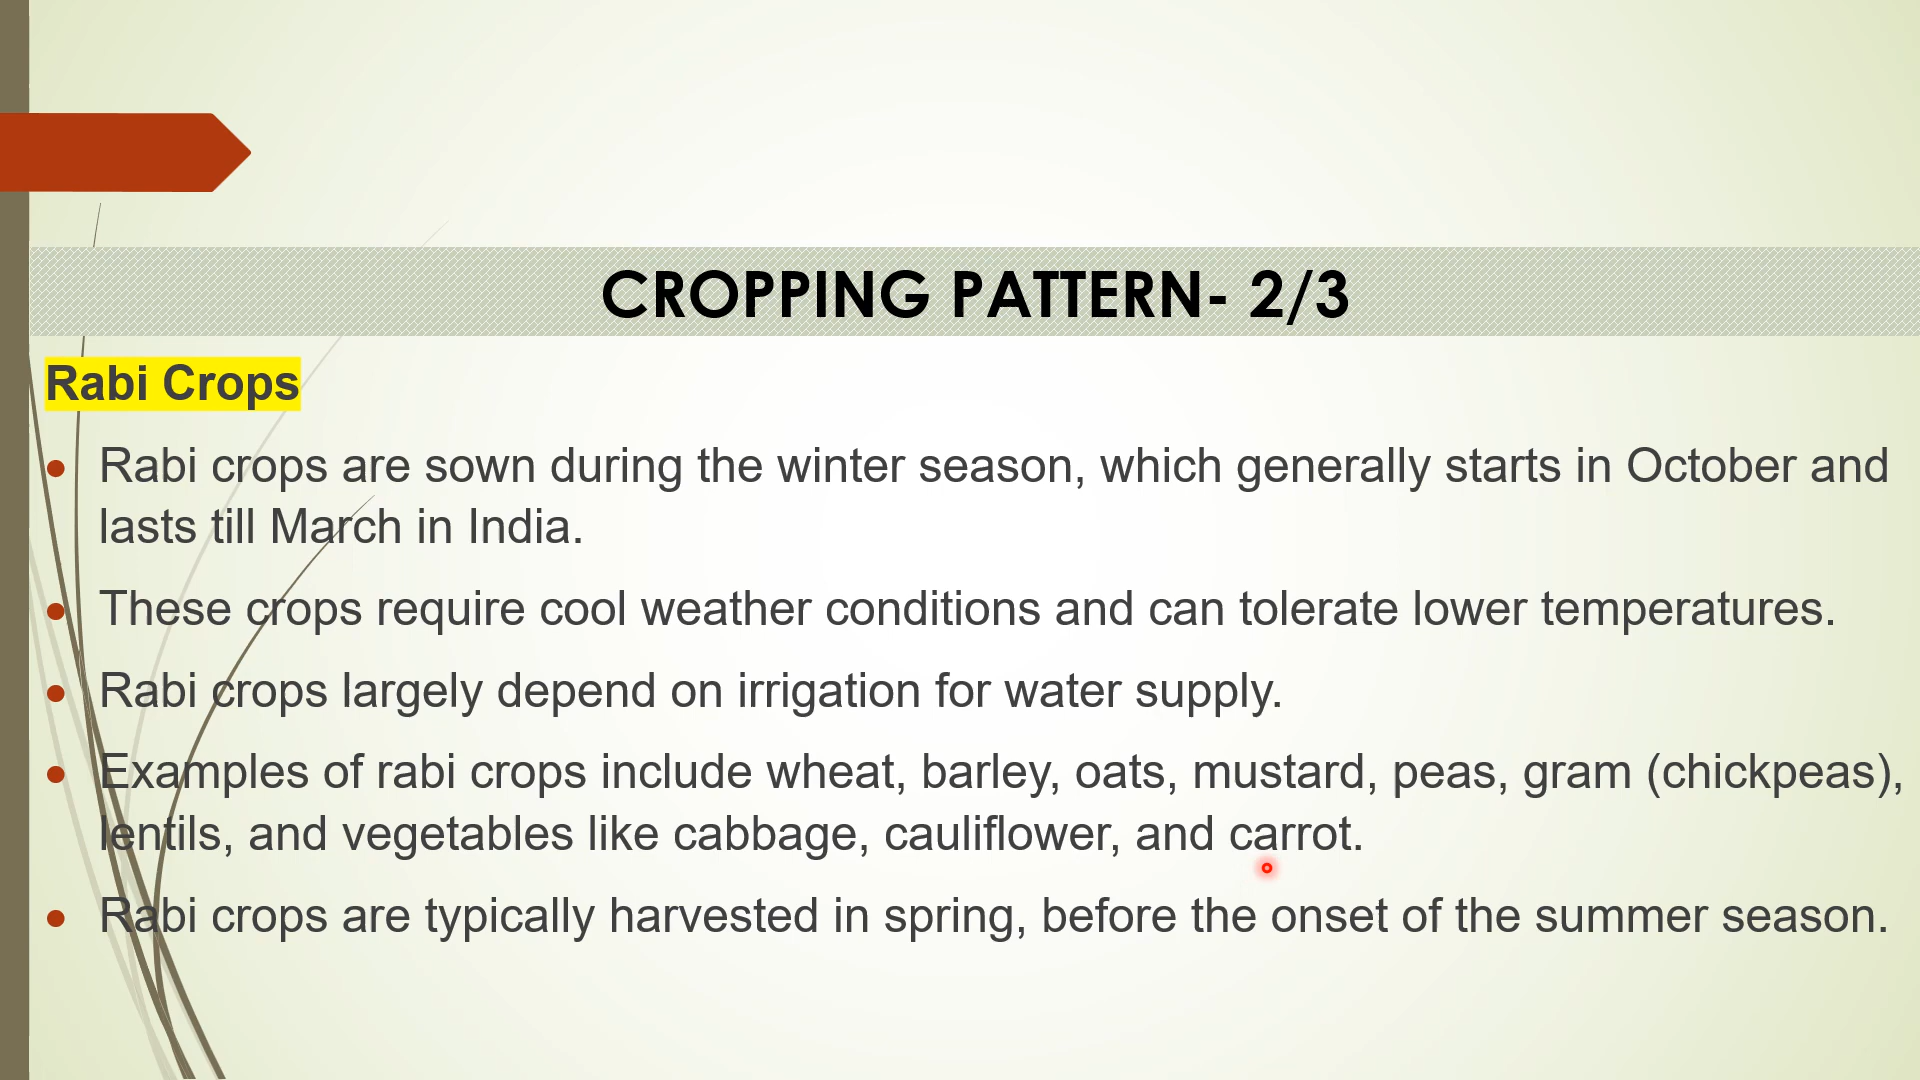 CROPPING PATTERN- 2/3
Rabi Crops
• Rabi crops are sown during the winter season, which generally starts in October and
lasts till March in India.
• These crops require cool weather conditions and can tolerate lower temperatures.
• Rabi crops largely depend on irrigation for water supply.
• Examples of rabi crops include wheat, barley, oats, mustard, peas, gram (chickpeas),
lentils, and vegetables like cabbage, cauliflower, and carrot.
• Rabi crops are typically harvested in spring, before the onset of the summer season.